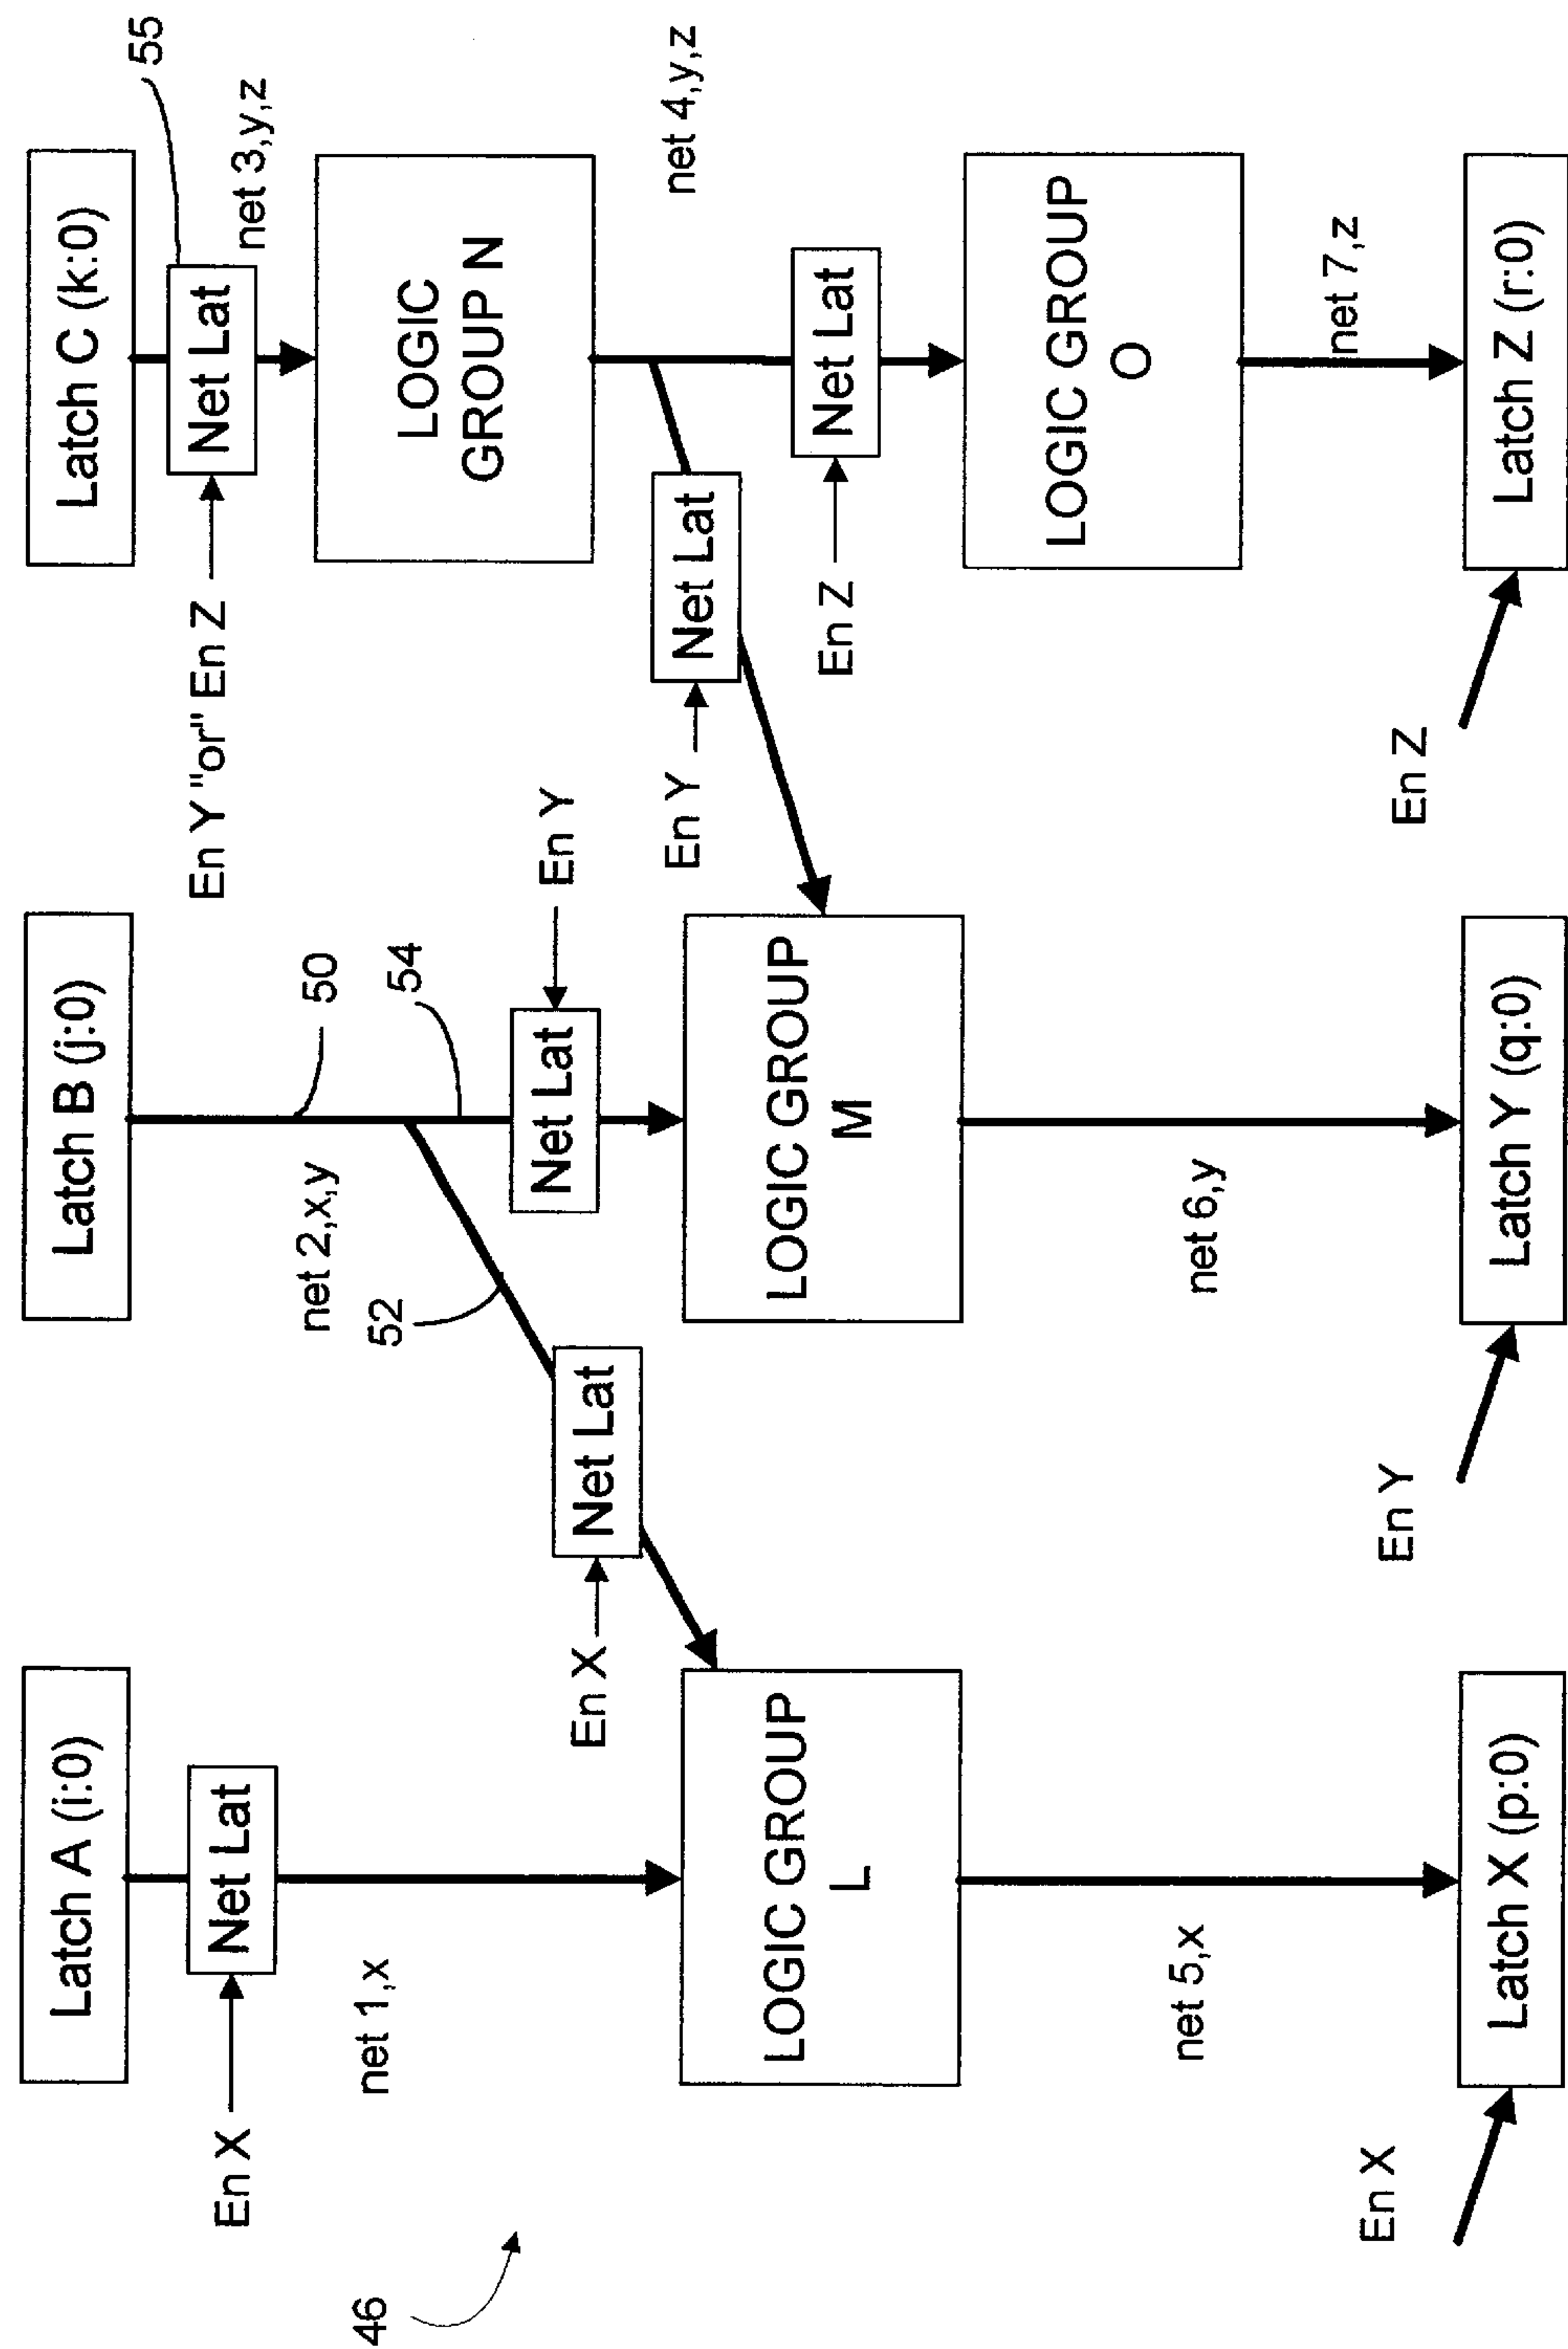 Latch A (i:0)
Latch B (j:0)
Latch C (k:0)
55
En X
Net Lat
En Y "or" En Z
Net Lat
net 3,y,z
net 1,x
net 2,x,y
50
52
54
46
En X
Net Lat
Net Lat
En Y
En Y
Net Lat
LOGIC
GROUP N
net 4,y,z
En Z
Net Lat
LOGIC GROUP
L
LOGIC GROUP
M
LOGIC GROUP
O
net 5,x
net 6,y
net 7,z
En X
En Y
En Z
Latch X (p:0)
Latch Y (q:0)
Latch Z (r:0)